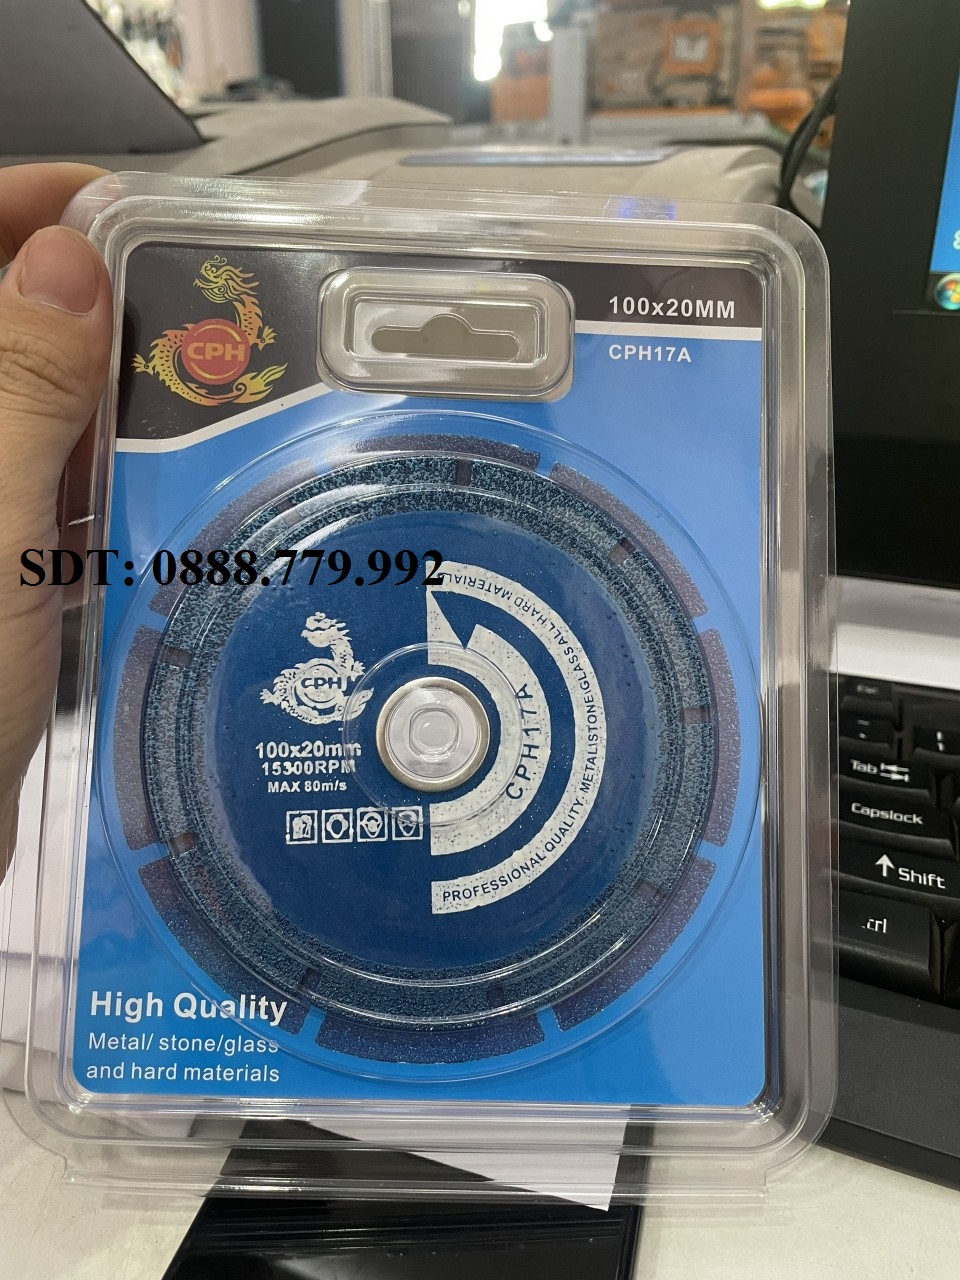 CPH
100x20MM
CPH17A
SDT: 0888.779.992
CPH
100x20mm
15300RPM
MAX 80m/s
CPH17A
PROFESSIONAL QUALITY METAL|STONE|GLASS ALL HARD MATERIAL
High Quality
Metal/ stone/glass
and hard materials
Esc
Tab
Capslock
Shift